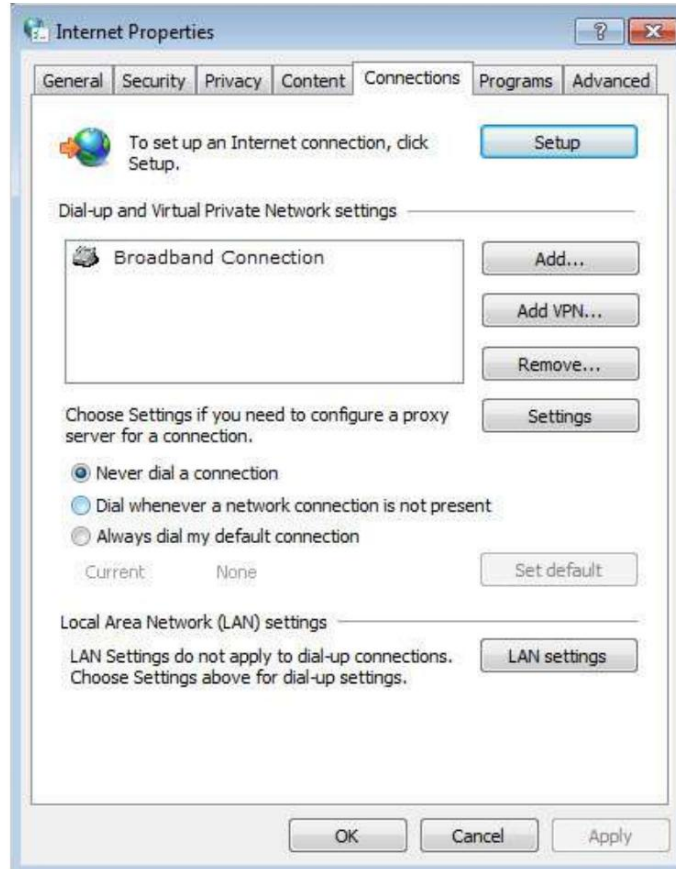 Internet Properties
?
General Security Privacy Content Connections Programs Advanced
To set up an Internet connection, click
Setup.
Setup
Dial-up and Virtual Private Network settings
Broadband Connection
Add...
Add VPN...
Remove...
Choose Settings if you need to configure a proxy
server for a connection.
Settings
Never dial a connection
Dial whenever a network connection is not present
Always dial my default connection
Current None
Set default
Local Area Network (LAN) settings
LAN Settings do not apply to dial-up connections.
Choose Settings above for dial-up settings.
LAN settings
OK Cancel Apply